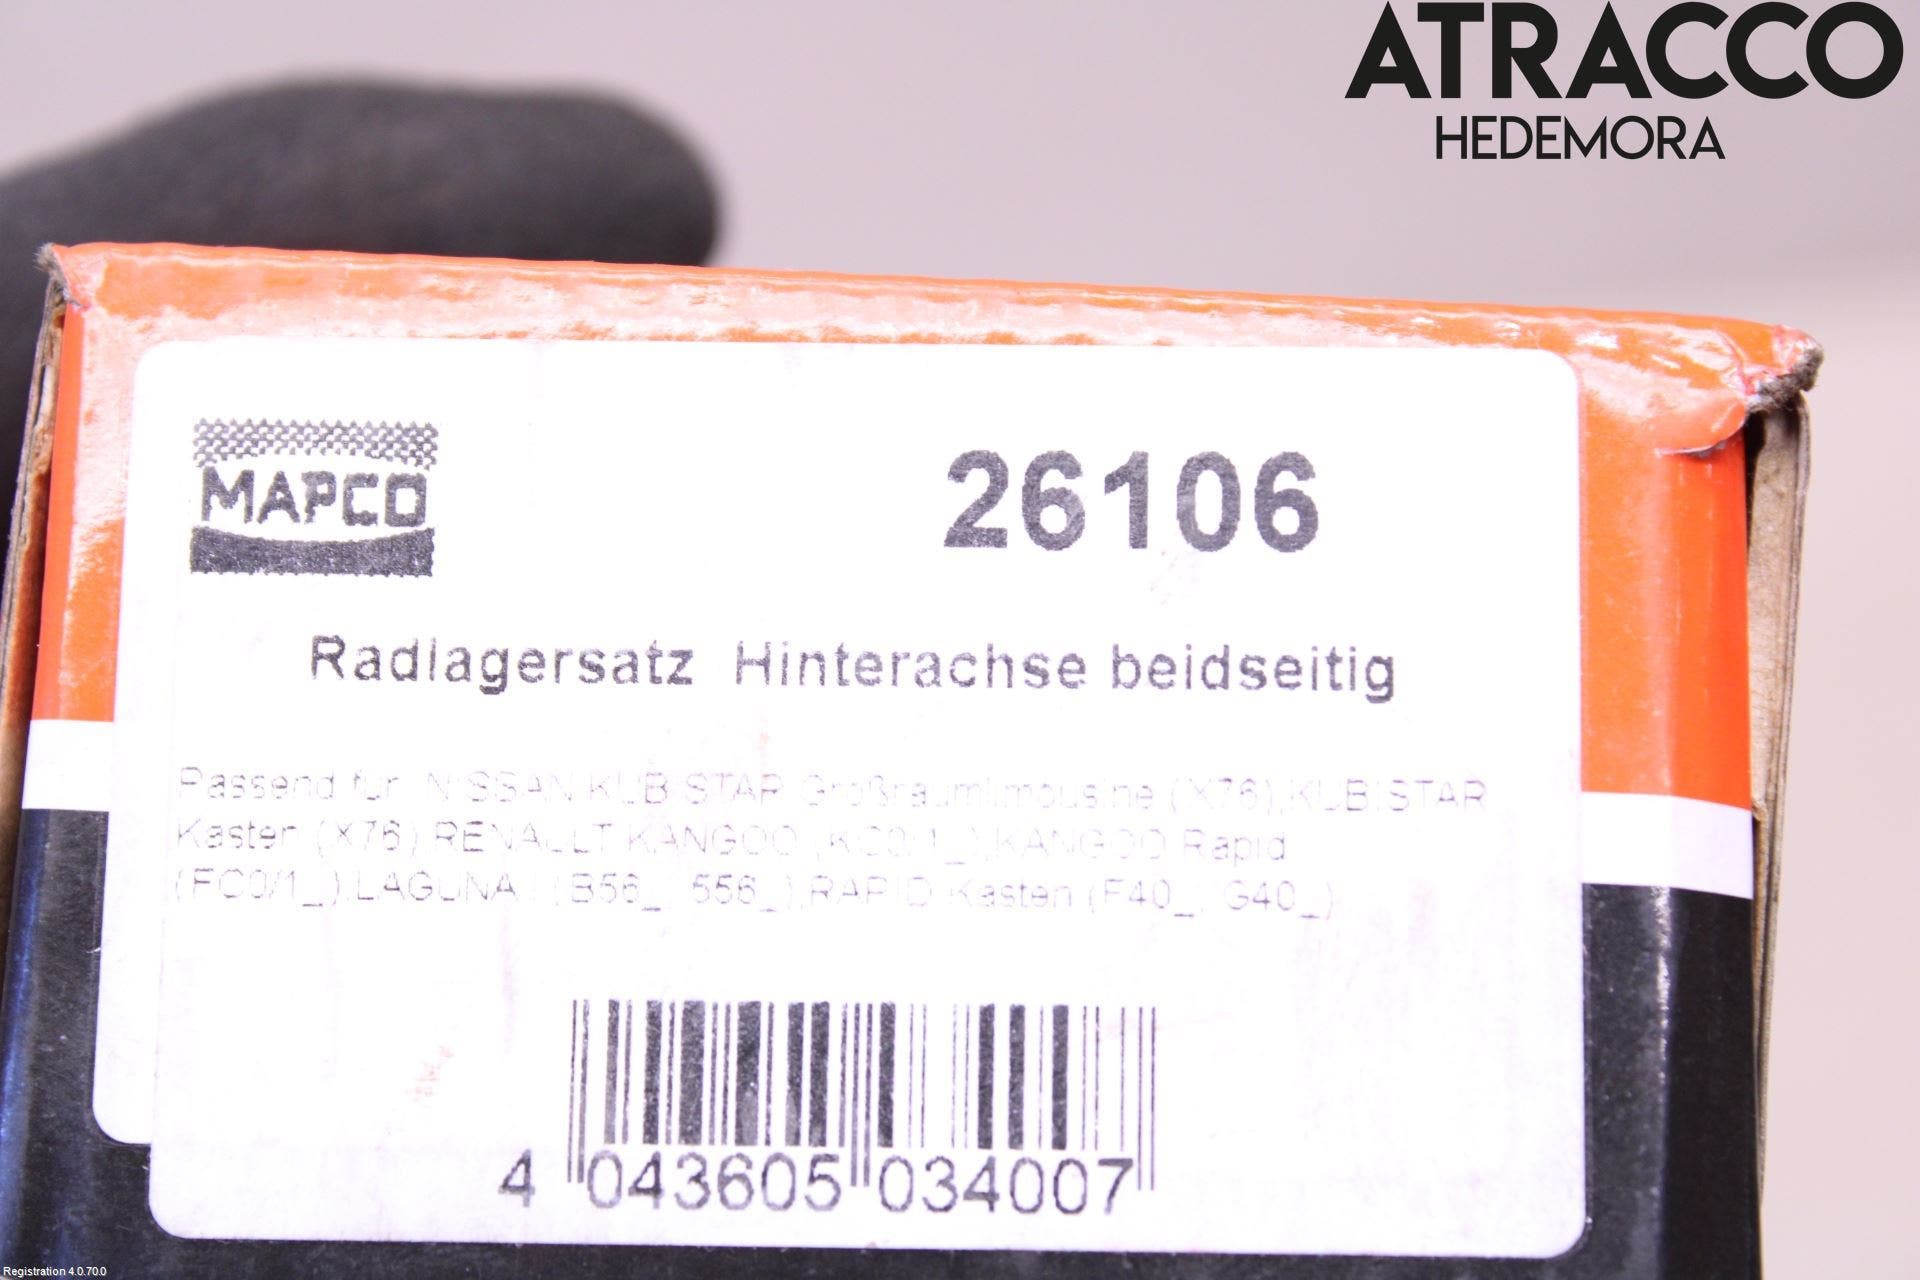 ATRACCO
HEDEMORA
MAPCO
26106
Radlagersatz Hinterachse beidseitig
Passend für NISSAN KUBISTAR Großraumlimousine (X76),KUBISTAR
Kasten (X76),RENAULT KANGOO (KC0/1_),KANGOO Rapid
(FC0/1_),LAGUNA I (B56_, 556_),RAPID Kasten (F40_, G40_)
4 043605 034007
Registration 4.0.70.0